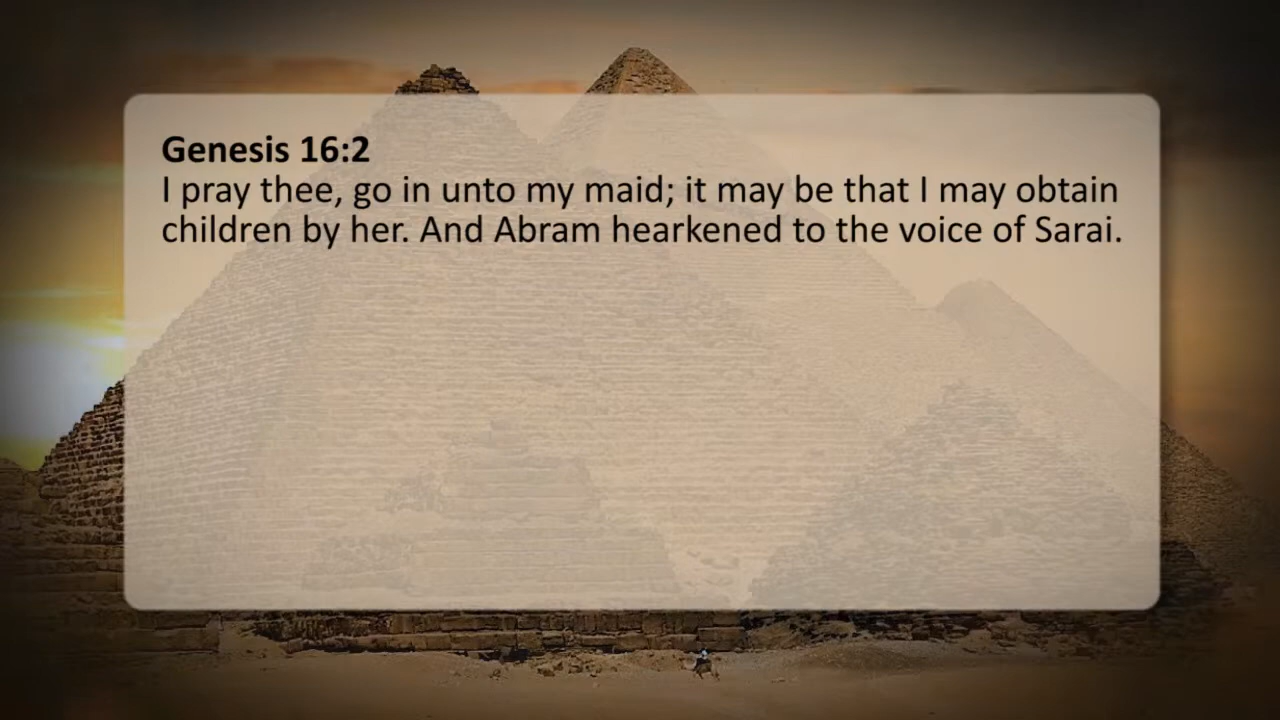 Genesis 16:2
I pray thee, go in unto my maid; it may be that I may obtain
children by her. And Abram hearkened to the voice of Sarai.